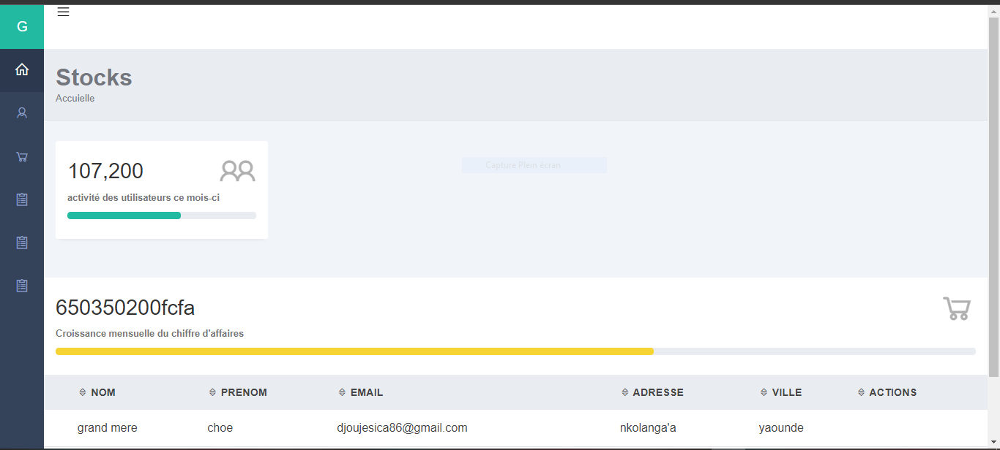 G
Stocks
Accuielle
107,200
activité des utilisateurs ce mois-ci
Capture Plein écran
650350200fcfa
Croissance mensuelle du chiffre d'affaires
NOM PRENOM EMAIL ADRESSE VILLE ACTIONS
grand mere choe djoujesica86@gmail.com nkolanga'a yaounde